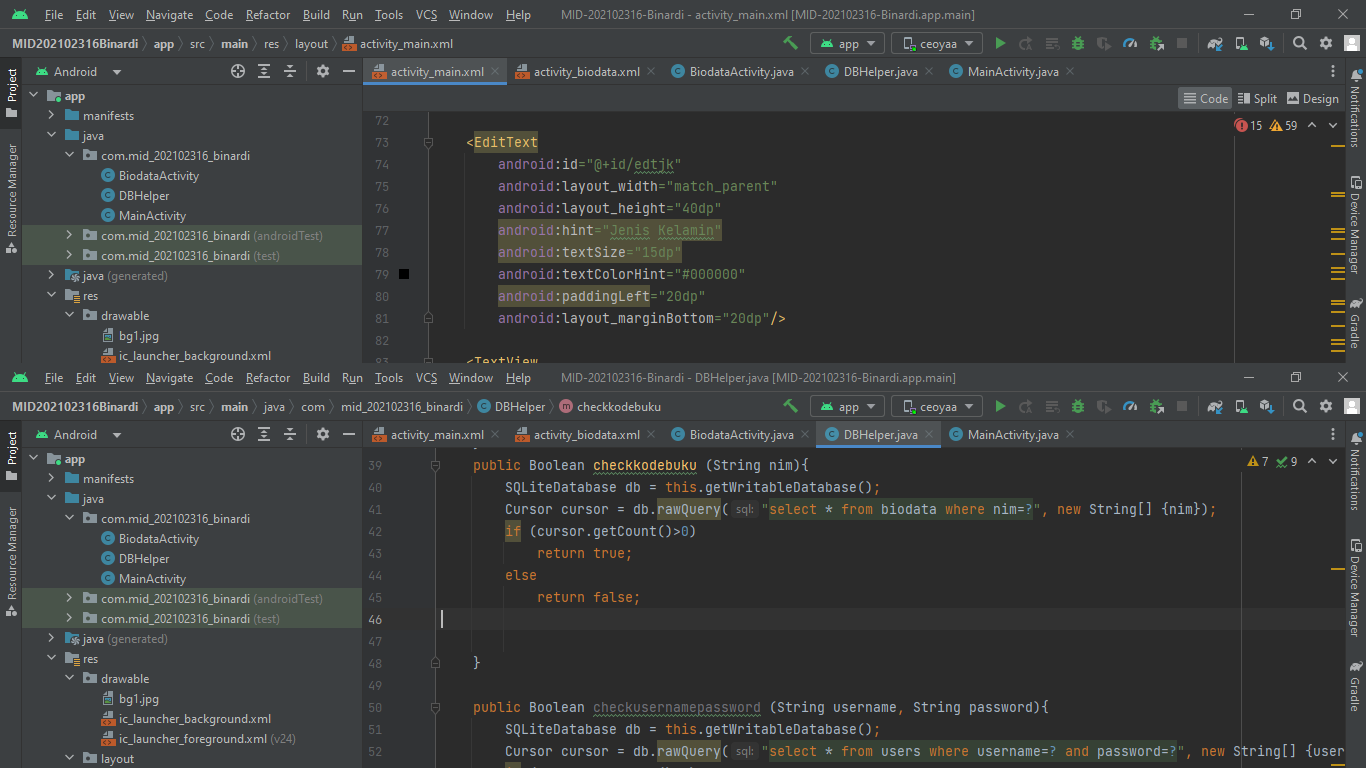 File Edit View Navigate Code Refactor Build Run Tools VCS Window Help MID-202102316-Binardi - activity_main.xml [MID-202102316-Binardi.app.main]
MID202102316Binardi app src main res layout activity_main.xml app ceoyaa
Project Android activity_main.xml activity_biodata.xml BiodataActivity.java DBHelper.java MainActivity.java Notifications
app Code Split Design
manifests 72 15 59
java 73 <EditText
com.mid_202102316_binardi 74 android:id="@+id/edtjk"
Resource Manager BiodataActivity 75 android:layout_width="match_parent" Device Manager
DBHelper 76 android:layout_height="40dp"
MainActivity 77 android:hint="Jenis Kelamin"
com.mid_202102316_binardi (androidTest) 78 android:textSize="15dp"
com.mid_202102316_binardi (test) 79 android:textColorHint="#000000"
java (generated) 80 android:paddingLeft="20dp"
res 81 android:layout_marginBottom="20dp"/> Gradle
drawable 82
bg1.jpg 83 <TextView
ic_launcher_background.xml
File Edit View Navigate Code Refactor Build Run Tools VCS Window Help MID-202102316-Binardi - DBHelper.java [MID-202102316-Binardi.app.main]
MID202102316Binardi app src main java com mid_202102316_binardi DBHelper checkkodebuku app ceoyaa
Project Android activity_main.xml activity_biodata.xml BiodataActivity.java DBHelper.java MainActivity.java Notifications
app 39 public Boolean checkkodebuku (String nim){ 7 9
manifests 40 SQLiteDatabase db = this.getWritableDatabase();
java 41 Cursor cursor = db.rawQuery( sql: "select * from biodata where nim=?", new String[] {nim});
com.mid_202102316_binardi 42 if (cursor.getCount()>0)
Resource Manager BiodataActivity 43 return true; Device Manager
DBHelper 44 else
MainActivity 45 return false;
com.mid_202102316_binardi (androidTest) 46
com.mid_202102316_binardi (test) 47
java (generated) 48 }
res 49 Gradle
drawable 50 public Boolean checkusernamepassword (String username, String password){
bg1.jpg 51 SQLiteDatabase db = this.getWritableDatabase();
ic_launcher_background.xml 52 Cursor cursor = db.rawQuery( sql: "select * from users where username=? and password=?", new String[] {user
ic_launcher_foreground.xml (v24)
layout